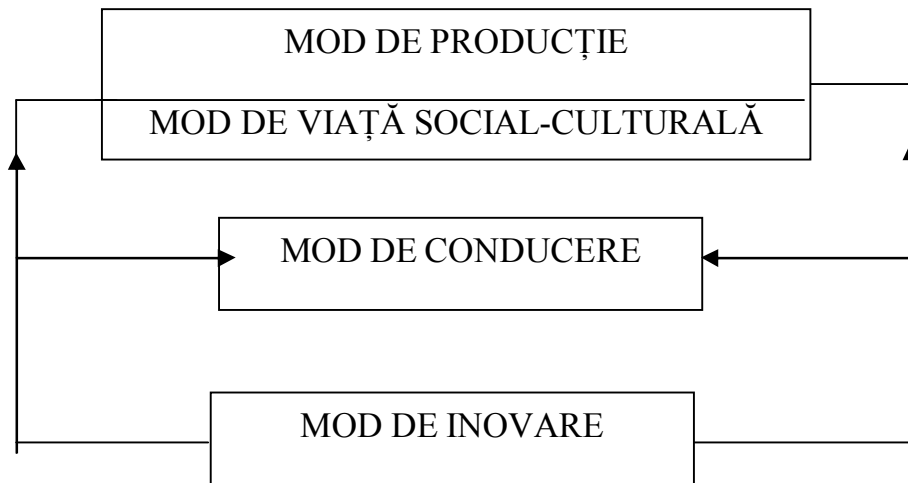 MOD DE PRODUCȚIE
MOD DE VIAȚĂ SOCIAL-CULTURALĂ
MOD DE CONDUCERE
MOD DE INOVARE